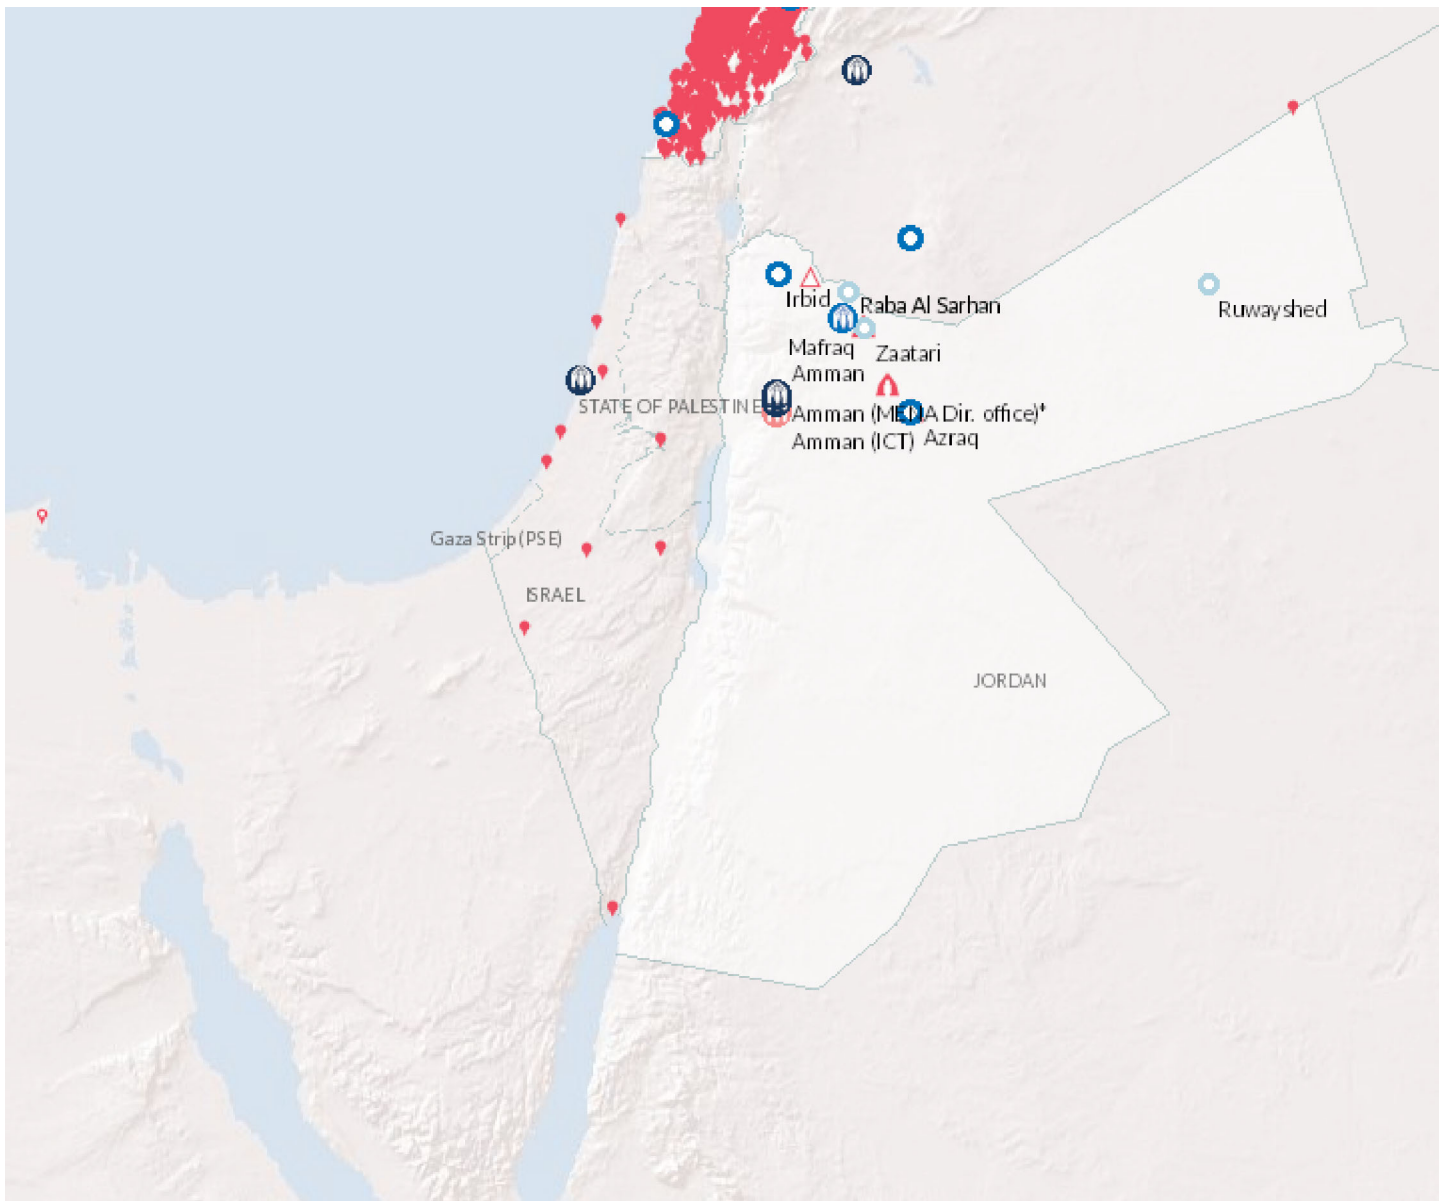 Irbid
Raba Al Sarhan
Ruwayshed
Mafraq
Zaatari
Amman
STATE OF PALESTINE
Amman (MENA Dir. office)*
Amman (ICT)
Azraq
Gaza Strip (PSE)
ISRAEL
JORDAN